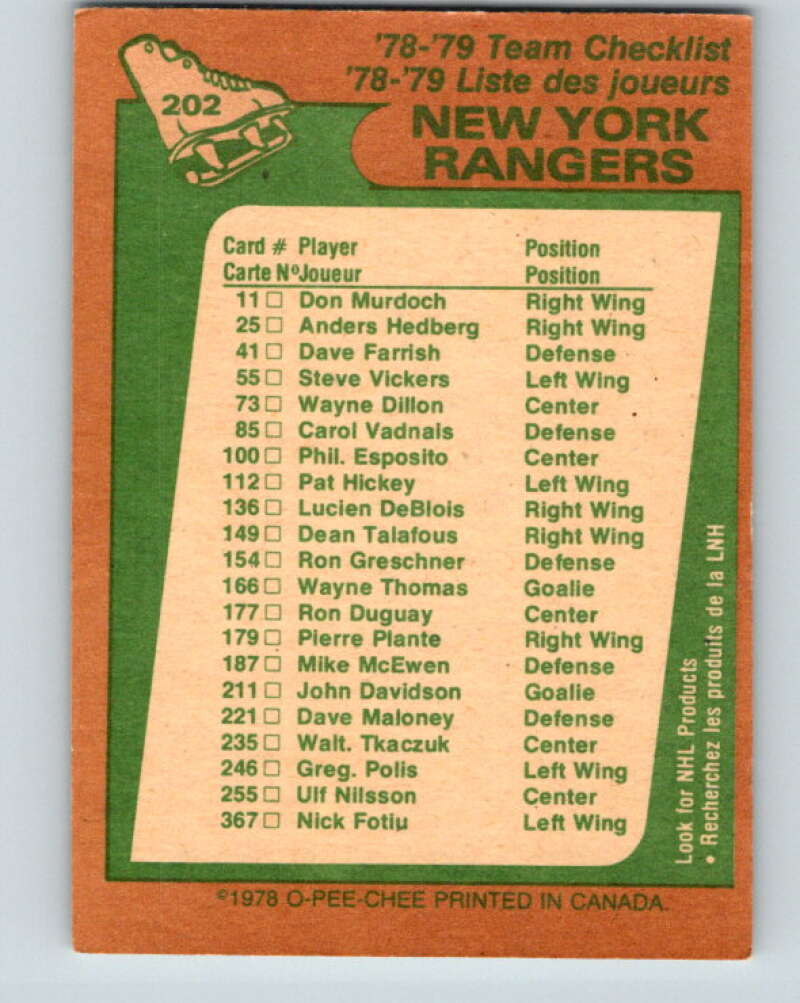 202
'78-'79 Team Checklist
'78-'79 Liste des joueurs
NEW YORK
RANGERS
Card # Player Position
Carte Nº Joueur Position
11 □ Don Murdoch Right Wing
25 □ Anders Hedberg Right Wing
41 □ Dave Farrish Defense
55 □ Steve Vickers Left Wing
73 □ Wayne Dillon Center
85 □ Carol Vadnais Defense
100 □ Phil. Esposito Center
112 □ Pat Hickey Left Wing
136 □ Lucien DeBlois Right Wing
149 □ Dean Talafous Right Wing
154 □ Ron Greschner Defense
166 □ Wayne Thomas Goalie
177 □ Ron Duguay Center
179 □ Pierre Plante Right Wing
187 □ Mike McEwen Defense
211 □ John Davidson Goalie
221 □ Dave Maloney Defense
235 □ Walt. Tkaczuk Center
246 □ Greg. Polis Left Wing
255 □ Ulf Nilsson Center
367 □ Nick Fotiu Left Wing
Look for NHL Products
• Recherchez les produits de la LNH
©1978 O-PEE-CHEE PRINTED IN CANADA.